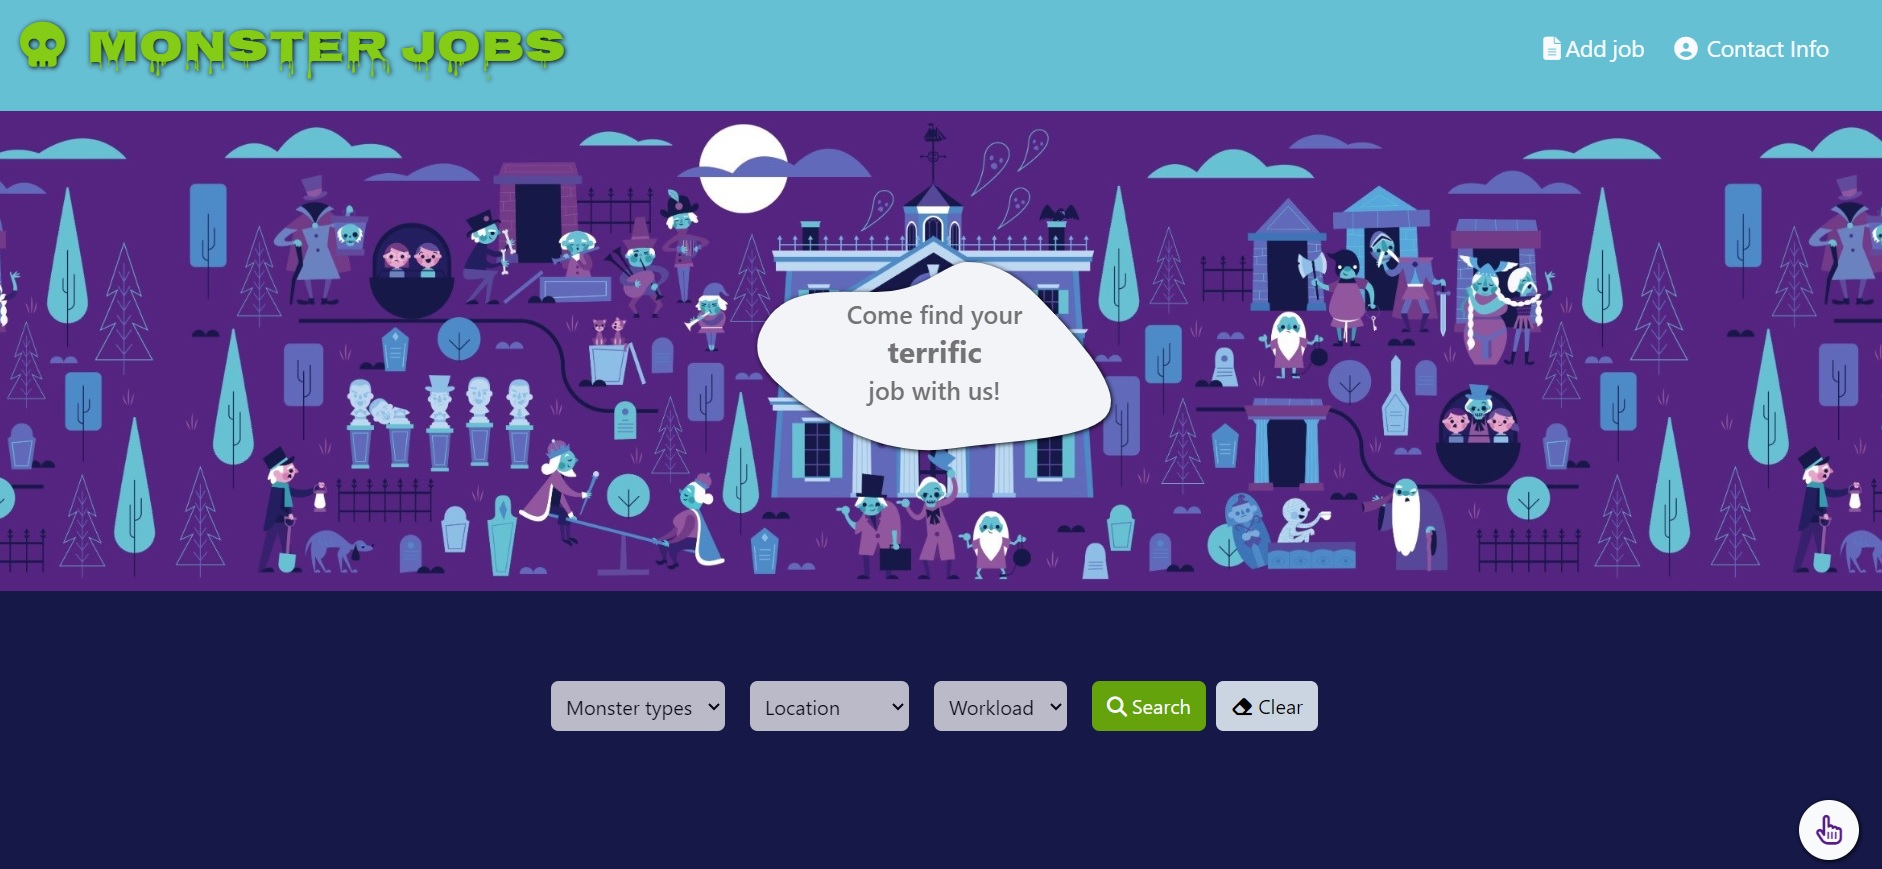 MONSTER JOBS
Add job
Contact Info
Come find your
terrific
job with us!
Monster types
Location
Workload
Search
Clear